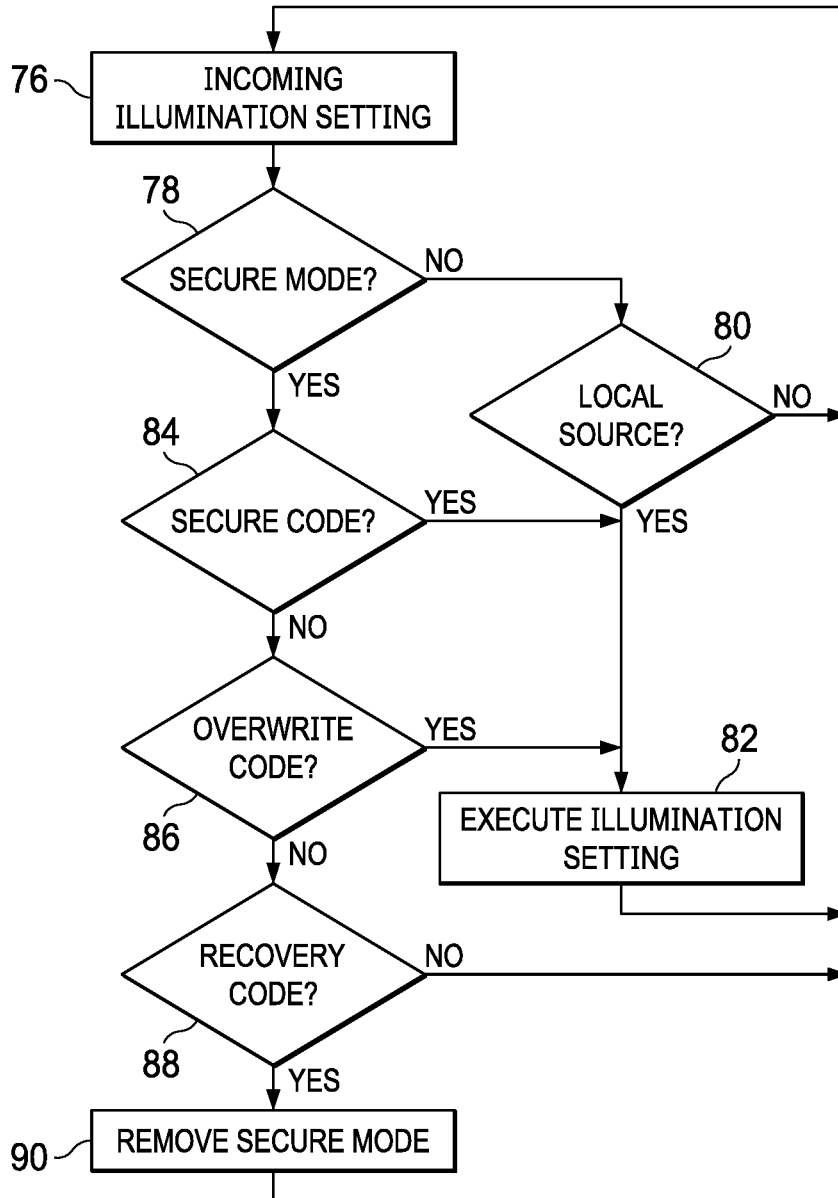 76
INCOMING
ILLUMINATION SETTING
78
SECURE MODE?
NO
YES
80
LOCAL
SOURCE?
NO
YES
84
SECURE CODE?
YES
NO
OVERWRITE
CODE?
YES
86
NO
82
EXECUTE ILLUMINATION
SETTING
RECOVERY
CODE?
NO
88
YES
REMOVE SECURE MODE
90